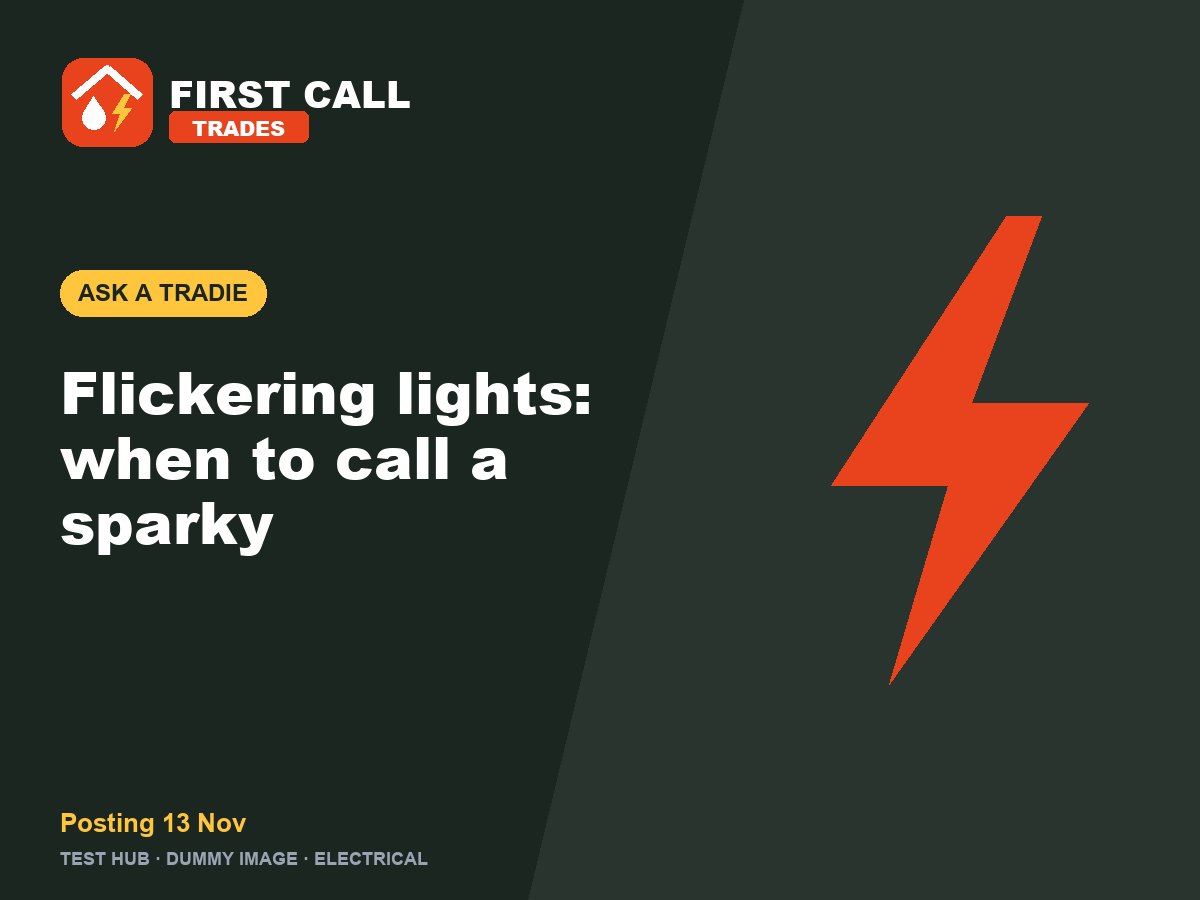 FIRST CALL
TRADES
ASK A TRADIE
Flickering lights:
when to call a
sparky
Posting 13 Nov
TEST HUB · DUMMY IMAGE · ELECTRICAL